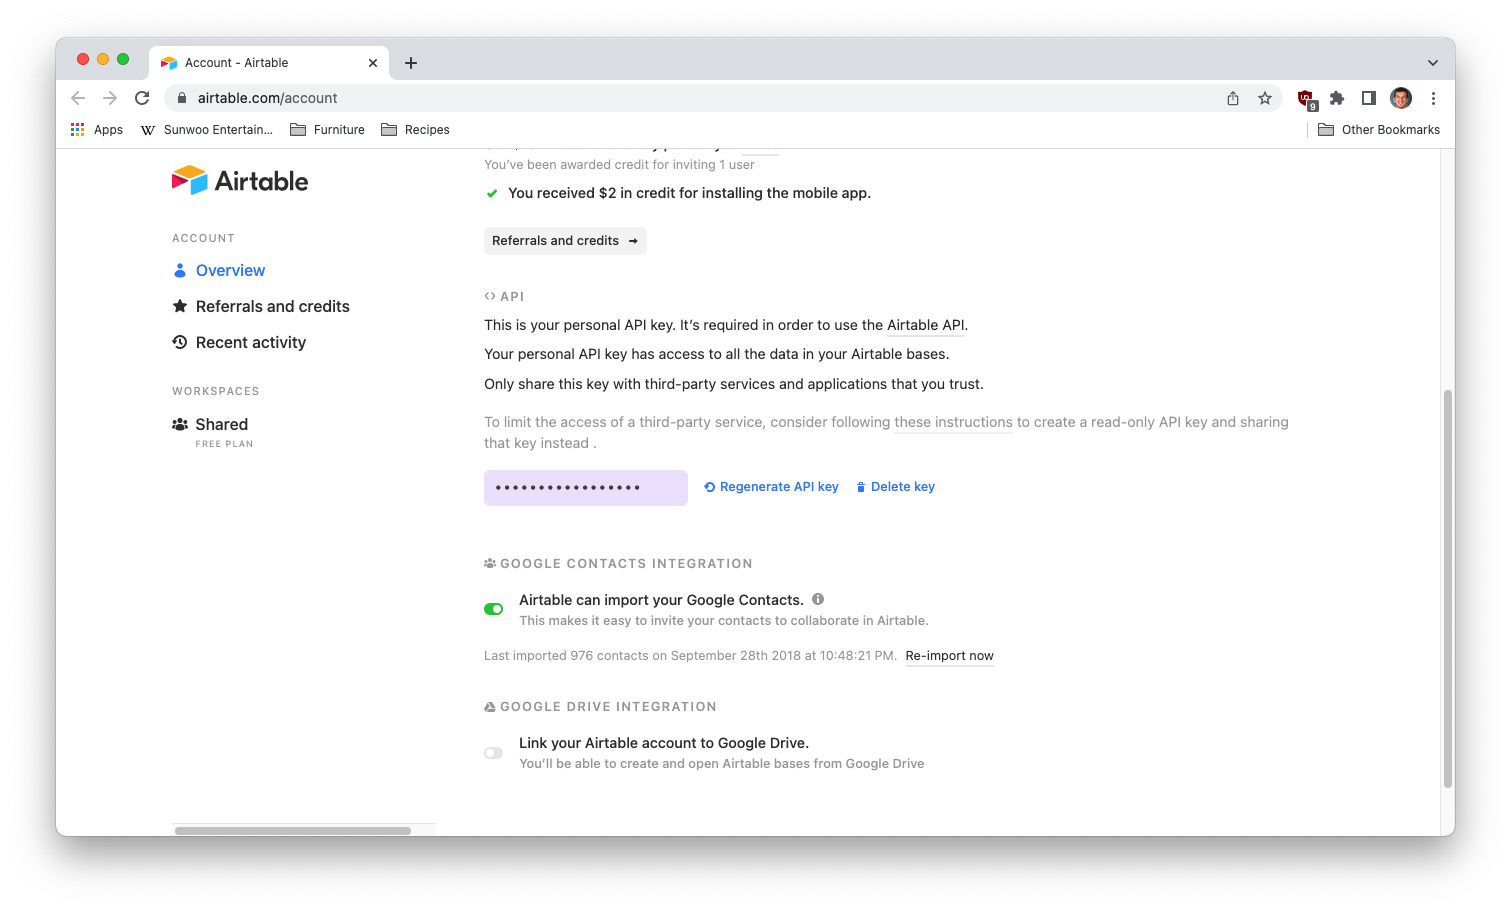 Account - Airtable
airtable.com/account
9
Apps
Sunwoo Entertain...
Furniture
Recipes
Other Bookmarks
Airtable
ACCOUNT
Overview
Referrals and credits
Recent activity
WORKSPACES
Shared
FREE PLAN
You've been awarded credit for inviting 1 user
You received $2 in credit for installing the mobile app.
Referrals and credits →
<> API
This is your personal API key. It's required in order to use the Airtable API.
Your personal API key has access to all the data in your Airtable bases.
Only share this key with third-party services and applications that you trust.
To limit the access of a third-party service, consider following these instructions to create a read-only API key and sharing
that key instead .
•••••••••••••••••
Regenerate API key
Delete key
GOOGLE CONTACTS INTEGRATION
Airtable can import your Google Contacts.
This makes it easy to invite your contacts to collaborate in Airtable.
Last imported 976 contacts on September 28th 2018 at 10:48:21 PM. Re-import now
GOOGLE DRIVE INTEGRATION
Link your Airtable account to Google Drive.
You'll be able to create and open Airtable bases from Google Drive